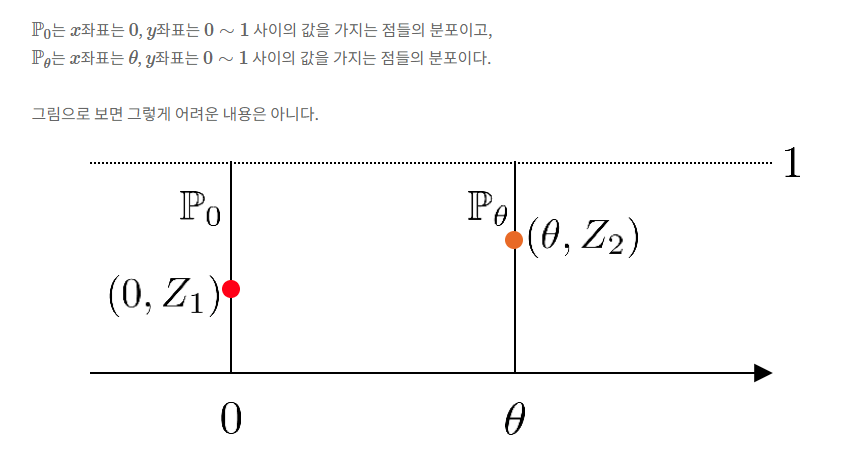 ℙ₀는 x좌표는 0, y좌표는 0 ∼ 1 사이의 값을 가지는 점들의 분포이고,
ℙ_θ는 x좌표는 θ, y좌표는 0 ∼ 1 사이의 값을 가지는 점들의 분포이다.
그림으로 보면 그렇게 어려운 내용은 아니다.
1
ℙ₀
ℙ_θ
(θ, Z₂)
(0, Z₁)
0
θ